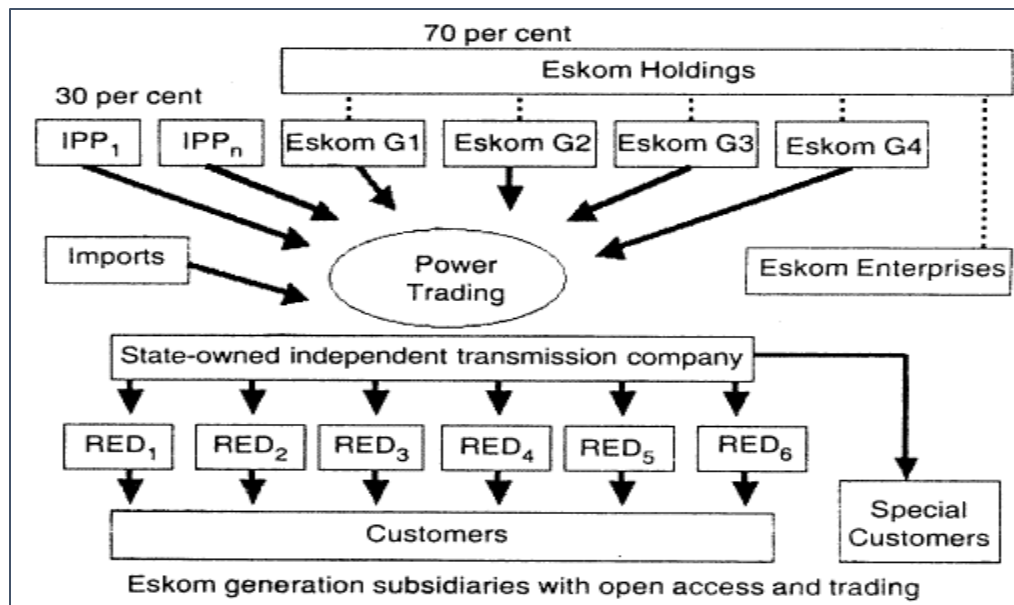 70 per cent
Eskom Holdings
30 per cent
IPP₁
IPPₙ
Eskom G1
Eskom G2
Eskom G3
Eskom G4
Imports
Power
Trading
Eskom Enterprises
State-owned independent transmission company
RED₁
RED₂
RED₃
RED₄
RED₅
RED₆
Customers
Special
Customers
Eskom generation subsidiaries with open access and trading